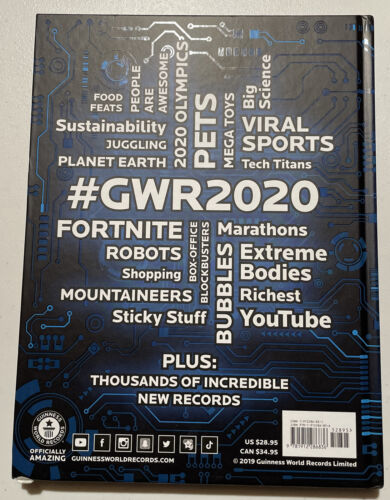 FOOD
FEATS
PEOPLE
ARE
AWESOME
2020 OLYMPICS
PETS
MEGA TOYS
Big
Science
Sustainability
JUGGLING
PLANET EARTH
VIRAL
SPORTS
Tech Titans
#GWR2020
FORTNITE
ROBOTS
Shopping
MOUNTAINEERS
Sticky Stuff
BOX-OFFICE
BLOCKBUSTERS
BUBBLES
Marathons
Extreme
Bodies
Richest
YouTube
PLUS:
THOUSANDS OF INCREDIBLE
NEW RECORDS
GUINNESS
WORLD RECORDS
OFFICIALLY
AMAZING
GUINNESSWORLDRECORDS.COM
US $28.95
CAN $34.95
52895
© 2019 Guinness World Records Limited